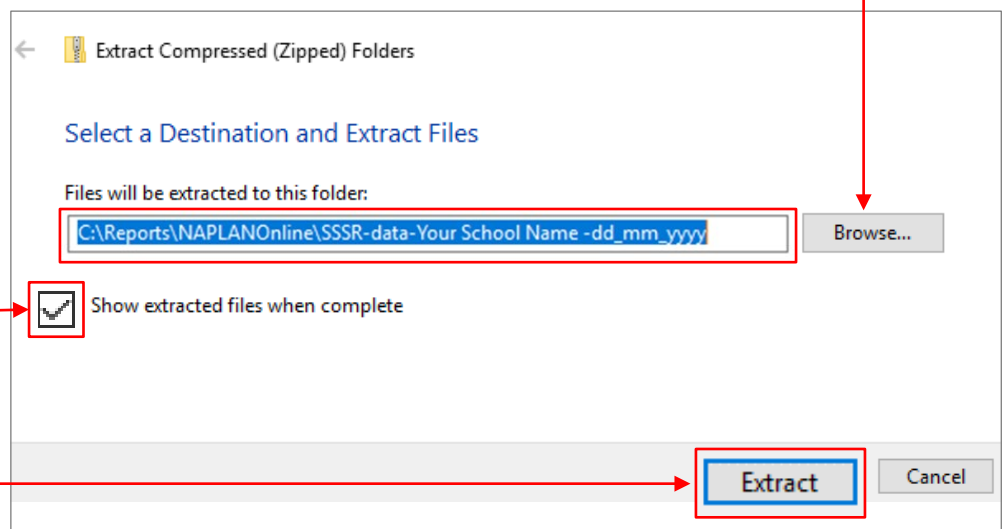 Extract Compressed (Zipped) Folders
Select a Destination and Extract Files
Files will be extracted to this folder:
C:\Reports\NAPLANOnline\SSSR-data-Your School Name -dd_mm_yyyy
Browse...
Show extracted files when complete
Extract
Cancel